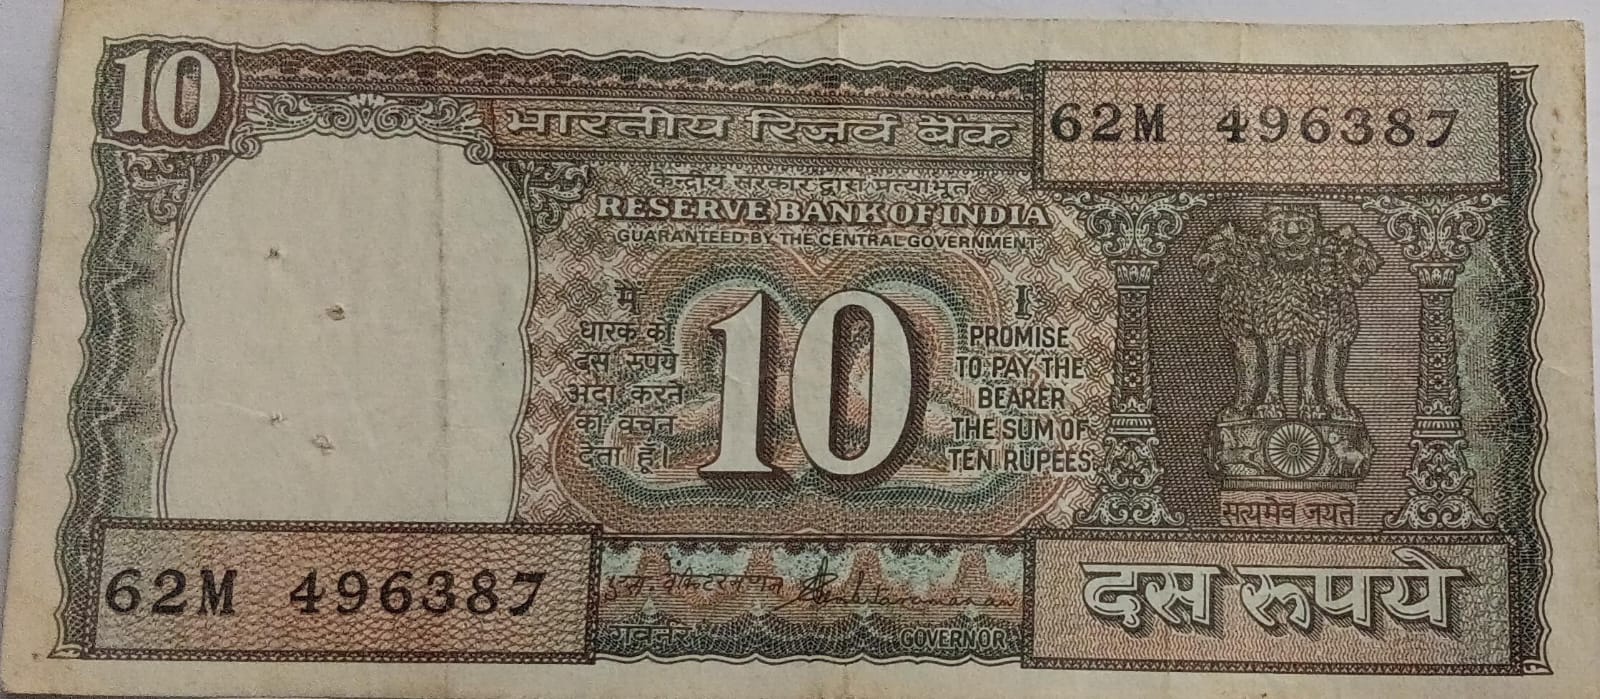 10
भारतीय रिज़र्व बैंक
62M 496387
केन्द्रीय सरकार द्वारा प्रत्याभूत
RESERVE BANK OF INDIA
GUARANTEED BY THE CENTRAL GOVERNMENT
मैं
धारक को
दस रुपये
अदा करने
का वचन
देता हूँ।
10
I
PROMISE
TO PAY THE
BEARER
THE SUM OF
TEN RUPEES
सत्यमेव जयते
62M 496387
एस. वेंकिटरमणन
गवर्नर
GOVERNOR
दस रूपये